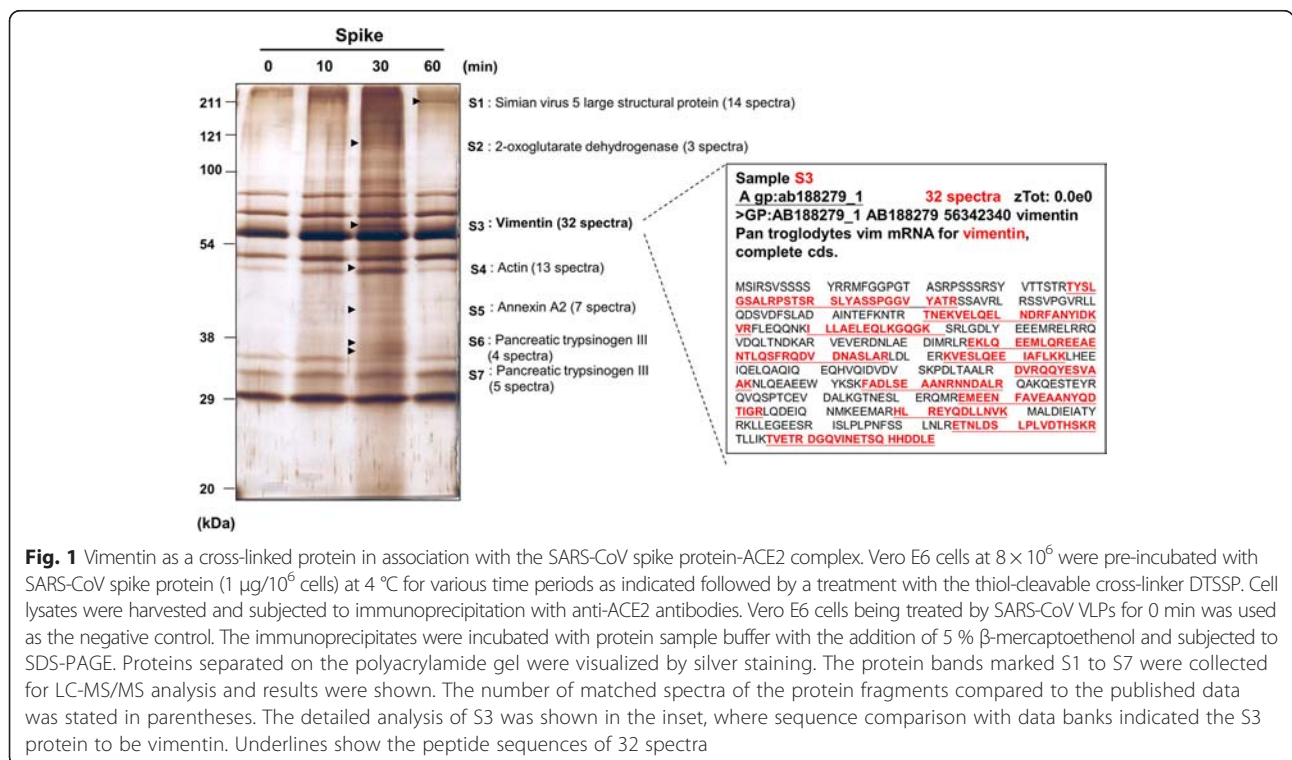 Spike
0 10 30 60 (min)
211
121
100
54
38
29
20
(kDa)
S1 : Simian virus 5 large structural protein (14 spectra)
S2 : 2-oxoglutarate dehydrogenase (3 spectra)
S3 : Vimentin (32 spectra)
S4 : Actin (13 spectra)
S5 : Annexin A2 (7 spectra)
S6 : Pancreatic trypsinogen III
(4 spectra)
S7 : Pancreatic trypsinogen III
(5 spectra)
Sample S3
A gp:ab188279_1 32 spectra zTot: 0.0e0
>GP:AB188279_1 AB188279 56342340 vimentin
Pan troglodytes vim mRNA for vimentin,
complete cds.
MSIRSVSSSS YRRMFGGPGT ASRPSSSRSY VTTSTRTYSL
GSALRPSTSR SLYASSPGGV YATRSSAVRL RSSVPGVRLL
QDSVDFSLAD AINTEFKNTR TNEKVELQEL NDRFANYIDK
VRFLEQQNKI LLAELEQLKGQGK SRLGDLY EEEMRELRRQ
VDQLTNDKAR VEVERDNLAE DIMRLREKLQ EEMLQREEAE
NTLQSFRQDV DNASLARLDL ERKVESLQEE IAFLKKLHEE
IQELQAQIQ EQHVQIDVDV SKPDLTAALR DVRQQYESVA
AKNLQEAEEW YKSKFADLSE AANRNNDALR QAKQESTEYR
QVQSPTCEVD ALKGTNESL ERQMREMEEN FAVEAANYQD
TIGRLQDEIQ NMKEEMARHL REYQDLLNVK MALDIEIATY
RKLLEGEESR ISLPLPNFSS LNLRETNLDS LPLVDTHSKR
TLLIKTVETR DGQVINETSQ HHDDLE
Fig. 1 Vimentin as a cross-linked protein in association with the SARS-CoV spike protein-ACE2 complex. Vero E6 cells at 8 × 10⁶ were pre-incubated with
SARS-CoV spike protein (1 μg/10⁶ cells) at 4 °C for various time periods as indicated followed by a treatment with the thiol-cleavable cross-linker DTSSP. Cell
lysates were harvested and subjected to immunoprecipitation with anti-ACE2 antibodies. Vero E6 cells being treated by SARS-CoV VLPs for 0 min was used
as the negative control. The immunoprecipitates were incubated with protein sample buffer with the addition of 5 % β-mercaptoethenol and subjected to
SDS-PAGE. Proteins separated on the polyacrylamide gel were visualized by silver staining. The protein bands marked S1 to S7 were collected
for LC-MS/MS analysis and results were shown. The number of matched spectra of the protein fragments compared to the published data
was stated in parentheses. The detailed analysis of S3 was shown in the inset, where sequence comparison with data banks indicated the S3
protein to be vimentin. Underlines show the peptide sequences of 32 spectra